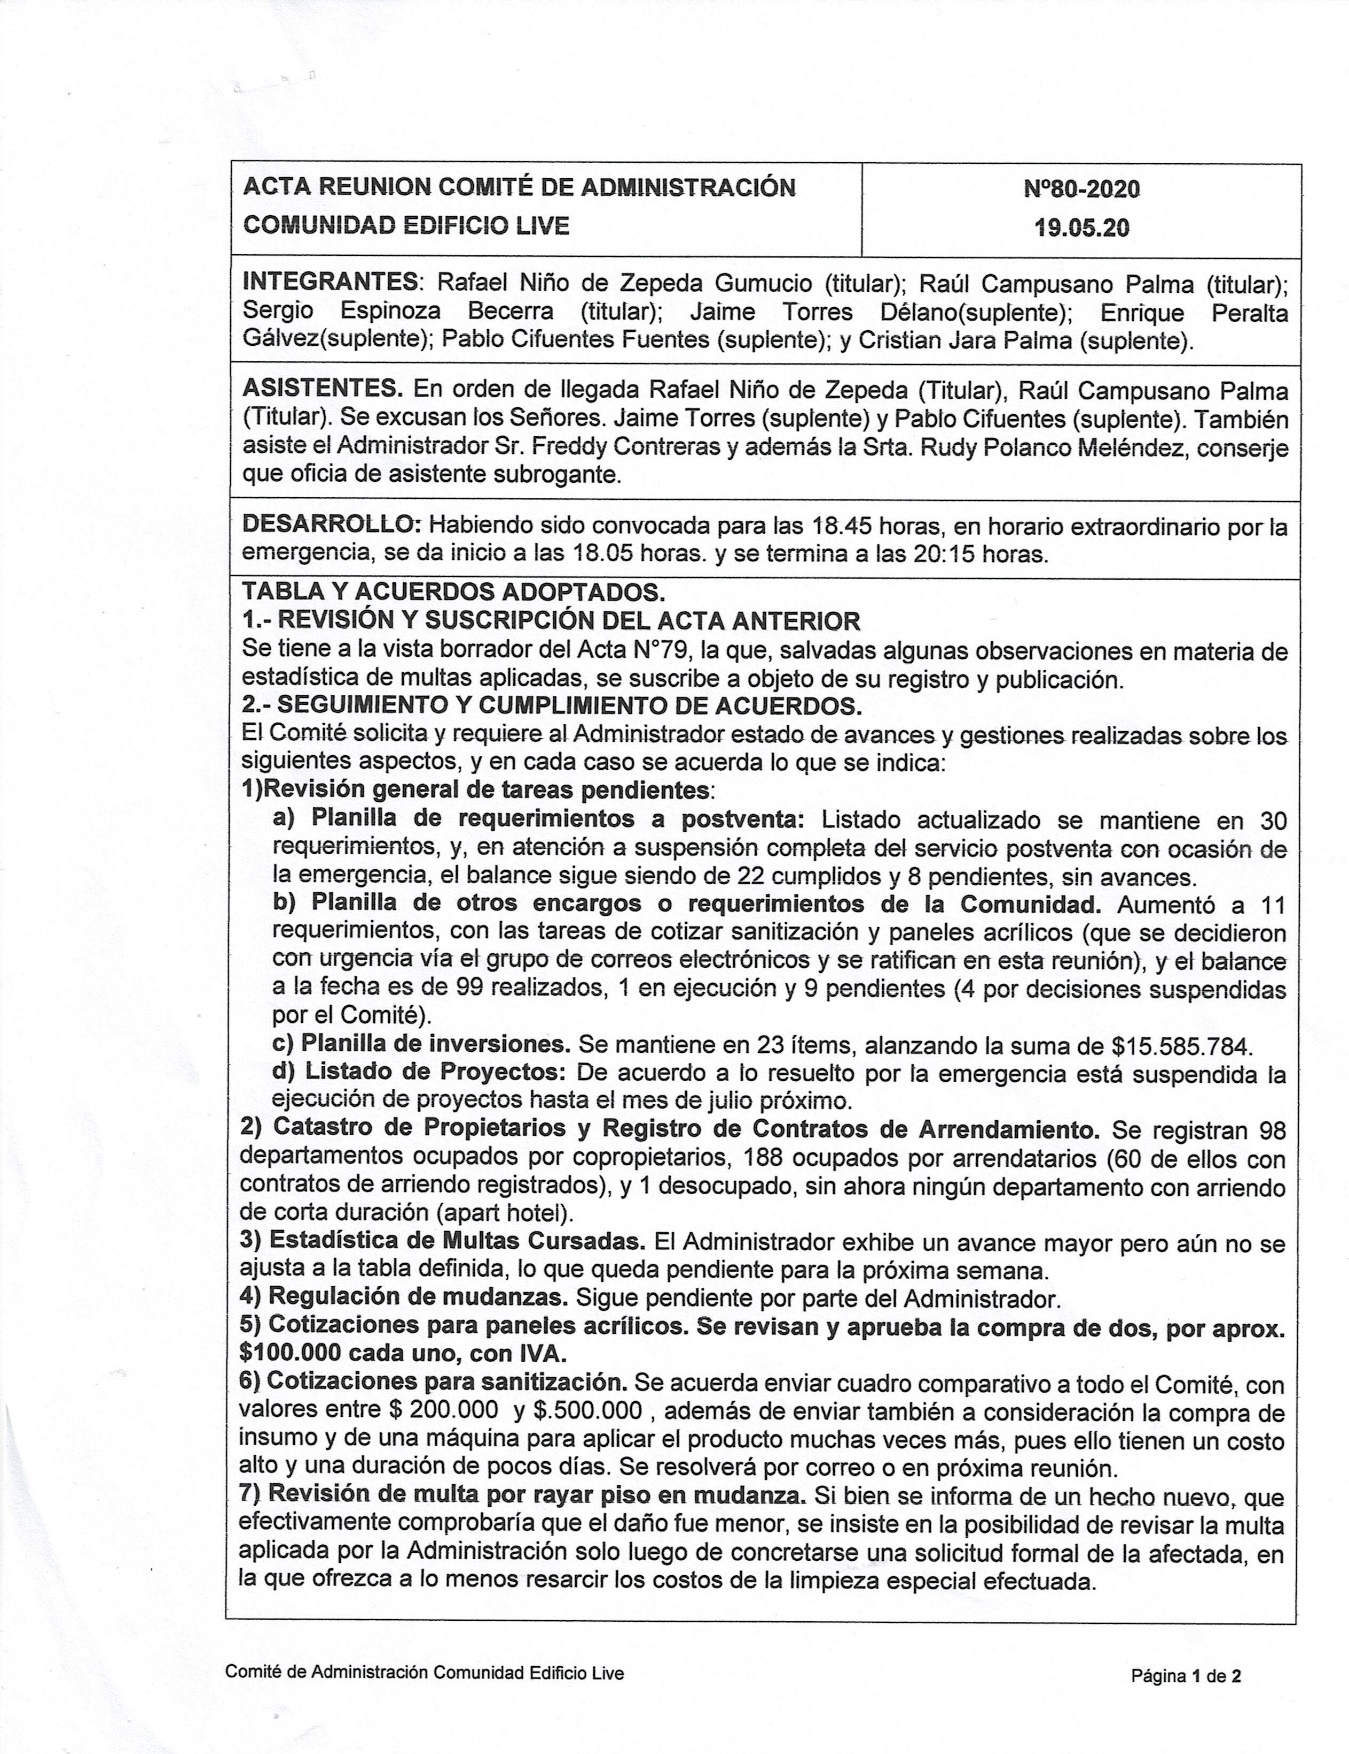 ACTA REUNION COMITÉ DE ADMINISTRACIÓN
COMUNIDAD EDIFICIO LIVE
Nº80-2020
19.05.20
INTEGRANTES: Rafael Niño de Zepeda Gumucio (titular); Raúl Campusano Palma (titular);
Sergio Espinoza Becerra (titular); Jaime Torres Délano(suplente); Enrique Peralta
Gálvez(suplente); Pablo Cifuentes Fuentes (suplente); y Cristian Jara Palma (suplente).
ASISTENTES. En orden de llegada Rafael Niño de Zepeda (Titular), Raúl Campusano Palma
(Titular). Se excusan los Señores. Jaime Torres (suplente) y Pablo Cifuentes (suplente). También
asiste el Administrador Sr. Freddy Contreras y además la Srta. Rudy Polanco Meléndez, conserje
que oficia de asistente subrogante.
DESARROLLO: Habiendo sido convocada para las 18.45 horas, en horario extraordinario por la
emergencia, se da inicio a las 18.05 horas. y se termina a las 20:15 horas.
TABLA Y ACUERDOS ADOPTADOS.
1.- REVISIÓN Y SUSCRIPCIÓN DEL ACTA ANTERIOR
Se tiene a la vista borrador del Acta N°79, la que, salvadas algunas observaciones en materia de
estadística de multas aplicadas, se suscribe a objeto de su registro y publicación.
2.- SEGUIMIENTO Y CUMPLIMIENTO DE ACUERDOS.
El Comité solicita y requiere al Administrador estado de avances y gestiones realizadas sobre los
siguientes aspectos, y en cada caso se acuerda lo que se indica:
1)Revisión general de tareas pendientes:
a) Planilla de requerimientos a postventa: Listado actualizado se mantiene en 30
requerimientos, y, en atención a suspensión completa del servicio postventa con ocasión de
la emergencia, el balance sigue siendo de 22 cumplidos y 8 pendientes, sin avances.
b) Planilla de otros encargos o requerimientos de la Comunidad. Aumentó a 11
requerimientos, con las tareas de cotizar sanitización y paneles acrílicos (que se decidieron
con urgencia vía el grupo de correos electrónicos y se ratifican en esta reunión), y el balance
a la fecha es de 99 realizados, 1 en ejecución y 9 pendientes (4 por decisiones suspendidas
por el Comité).
c) Planilla de inversiones. Se mantiene en 23 ítems, alanzando la suma de $15.585.784.
d) Listado de Proyectos: De acuerdo a lo resuelto por la emergencia está suspendida la
ejecución de proyectos hasta el mes de julio próximo.
2) Catastro de Propietarios y Registro de Contratos de Arrendamiento. Se registran 98
departamentos ocupados por copropietarios, 188 ocupados por arrendatarios (60 de ellos con
contratos de arriendo registrados), y 1 desocupado, sin ahora ningún departamento con arriendo
de corta duración (apart hotel).
3) Estadística de Multas Cursadas. El Administrador exhibe un avance mayor pero aún no se
ajusta a la tabla definida, lo que queda pendiente para la próxima semana.
4) Regulación de mudanzas. Sigue pendiente por parte del Administrador.
5) Cotizaciones para paneles acrílicos. Se revisan y aprueba la compra de dos, por aprox.
$100.000 cada uno, con IVA.
6) Cotizaciones para sanitización. Se acuerda enviar cuadro comparativo a todo el Comité, con
valores entre $ 200.000 y $.500.000 , además de enviar también a consideración la compra de
insumo y de una máquina para aplicar el producto muchas veces más, pues ello tienen un costo
alto y una duración de pocos días. Se resolverá por correo o en próxima reunión.
7) Revisión de multa por rayar piso en mudanza. Si bien se informa de un hecho nuevo, que
efectivamente comprobaría que el daño fue menor, se insiste en la posibilidad de revisar la multa
aplicada por la Administración solo luego de concretarse una solicitud formal de la afectada, en
la que ofrezca a lo menos resarcir los costos de la limpieza especial efectuada.
Comité de Administración Comunidad Edificio Live
Página 1 de 2